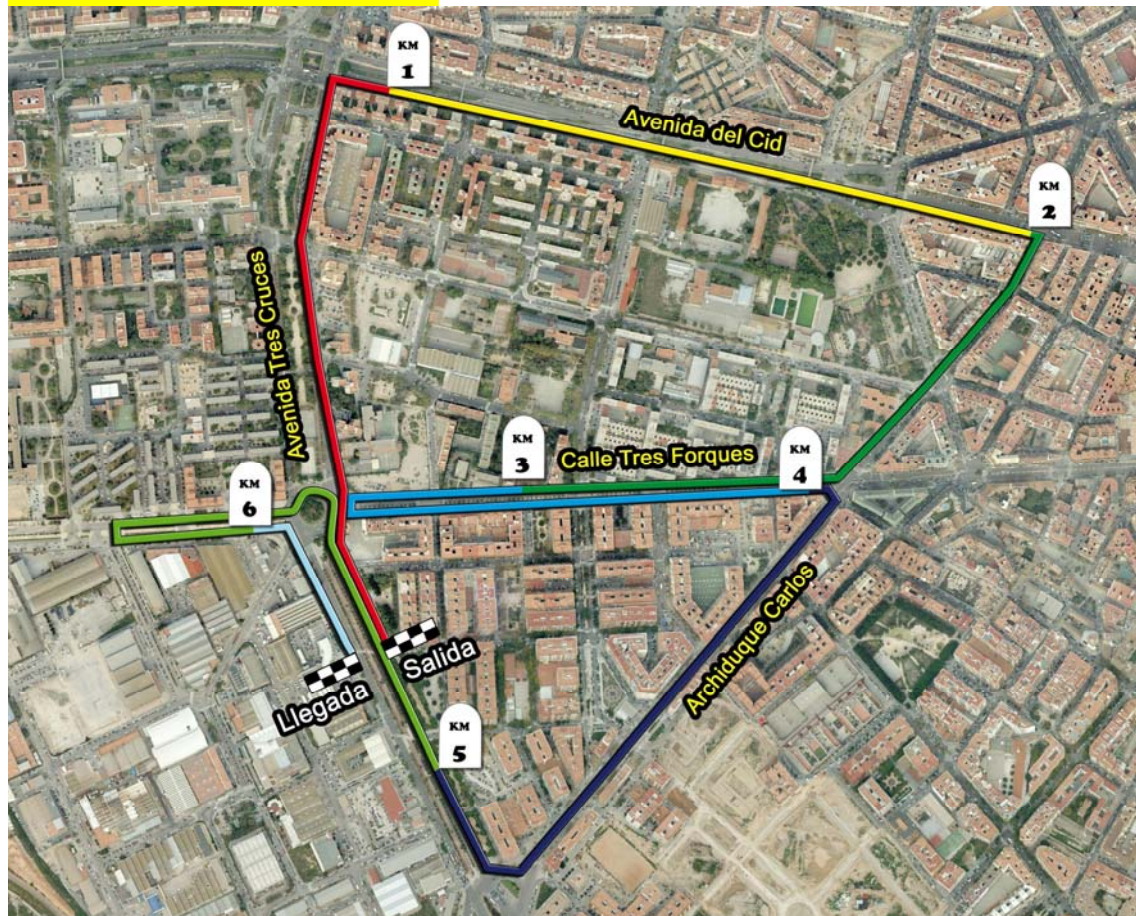 KM
1
Avenida del Cid
KM
2
Avenida Tres Cruces
KM
3
Calle Tres Forques
KM
4
KM
6
Archiduque Carlos
Salida
Llegada
KM
5